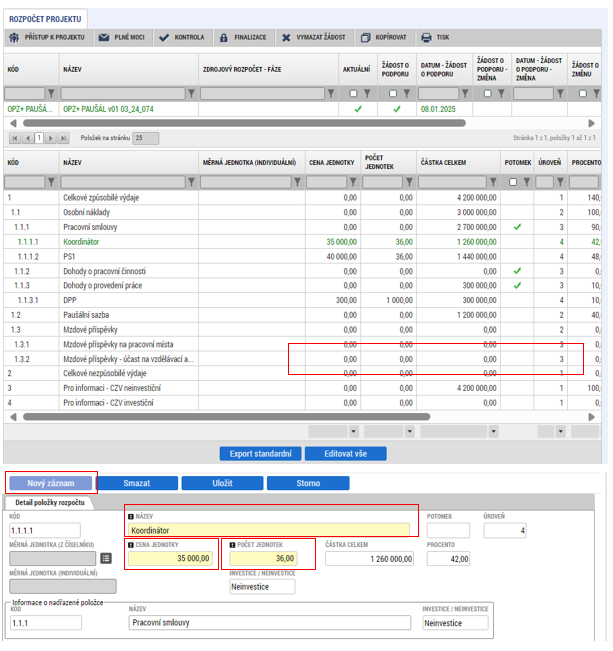 ROZPOČET PROJEKTU
PŘÍSTUP K PROJEKTU PLNÉ MOCI KONTROLA FINALIZACE VYMAZAT ŽÁDOST KOPÍROVAT TISK
KÓD NÁZEV ZDROJOVÝ ROZPOČET - FÁZE AKTUÁLNÍ ŽÁDOST O PODPORU DATUM - ŽÁDOST O PODPORU ŽÁDOST O PODPORU - ZMĚNA DATUM - ŽÁDOST O PODPORU - ZMĚNA ŽÁDOST O ZMĚNU
OPZ+ PAUŠÁ... OPZ+ PAUŠÁL v01 03_24_074 08.01.2025
1 Položek na stránku 25 Stránka 1 z 1, položky 1 až 1 z 1
KÓD NÁZEV MĚRNÁ JEDNOTKA (INDIVIDUÁLNÍ) CENA JEDNOTKY POČET JEDNOTEK ČÁSTKA CELKEM POTOMEK ÚROVEŇ PROCENTO
1 Celkové způsobilé výdaje 0,00 0,00 4 200 000,00 1 140,
1.1 Osobní náklady 0,00 0,00 3 000 000,00 2 100,
1.1.1 Pracovní smlouvy 0,00 0,00 2 700 000,00 3 90,
1.1.1.1 Koordinátor 35 000,00 36,00 1 260 000,00 4 42,
1.1.1.2 PS1 40 000,00 36,00 1 440 000,00 4 48,
1.1.2 Dohody o pracovní činnosti 0,00 0,00 0,00 3 0,
1.1.3 Dohody o provedení práce 0,00 0,00 300 000,00 3 10,
1.1.3.1 DPP 300,00 1 000,00 300 000,00 4 10,
1.2 Paušální sazba 0,00 0,00 1 200 000,00 2 40,
1.3 Mzdové příspěvky 0,00 0,00 0,00 2 0,
1.3.1 Mzdové příspěvky na pracovní místa 0,00 0,00 0,00 3 0,
1.3.2 Mzdové příspěvky - účast na vzdělávací a... 0,00 0,00 0,00 3 0,
2 Celkové nezpůsobilé výdaje 0,00 0,00 0,00 1 0,
3 Pro informaci - CZV neinvestiční 0,00 0,00 4 200 000,00 1 100,
4 Pro informaci - CZV investiční 0,00 0,00 0,00 1 0,
Export standardní Editovat vše
Nový záznam Smazat Uložit Storno
Detail položky rozpočtu
KÓD NÁZEV POTOMEK ÚROVEŇ
1.1.1.1 Koordinátor 4
MĚRNÁ JEDNOTKA (Z ČÍSELNÍKU) CENA JEDNOTKY POČET JEDNOTEK ČÁSTKA CELKEM PROCENTO
35 000,00 36,00 1 260 000,00 42,00
MĚRNÁ JEDNOTKA (INDIVIDUÁLNÍ) INVESTICE / NEINVESTICE
Neinvestice
Informace o nadřazené položce
KÓD NÁZEV INVESTICE / NEINVESTICE
1.1.1 Pracovní smlouvy Neinvestice